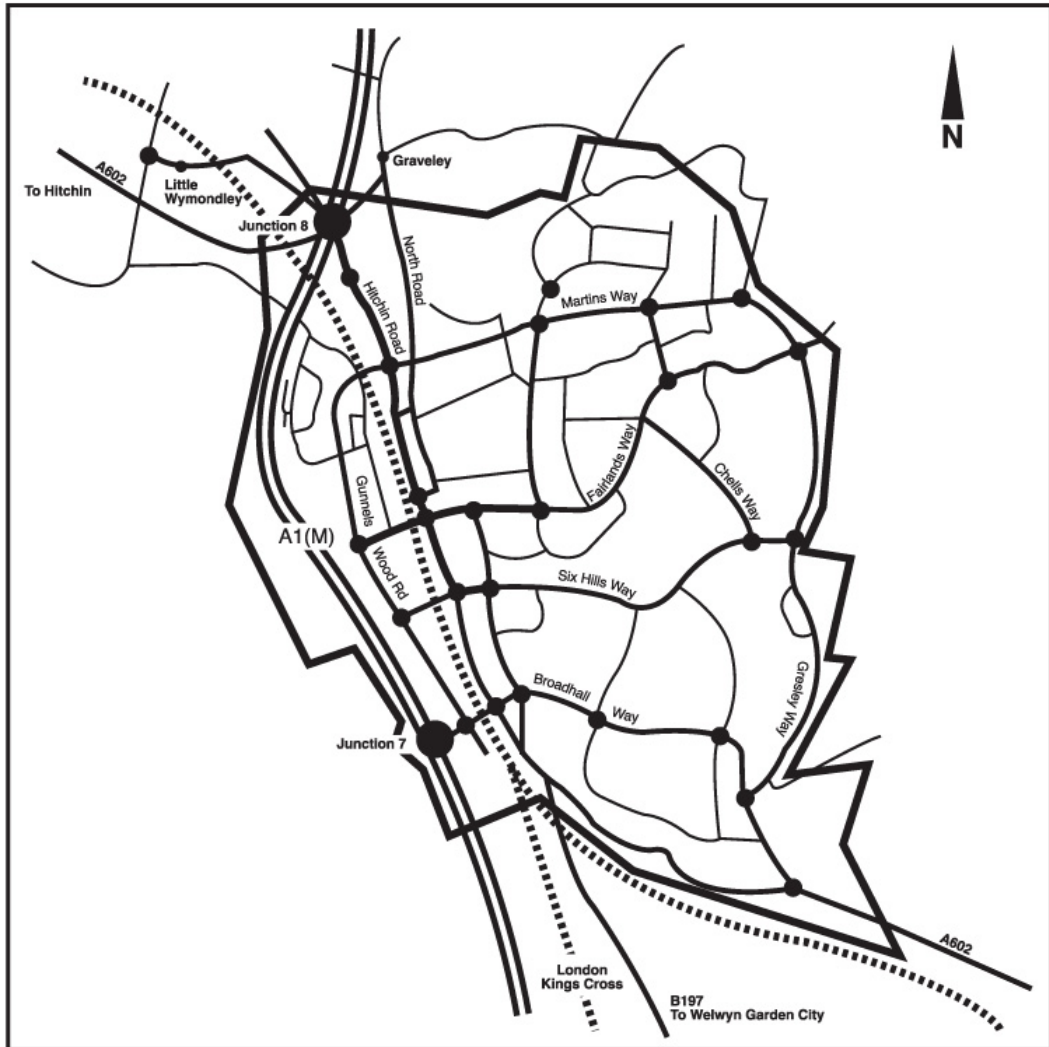 N
Graveley
A602
To Hitchin
Little
Wymondley
Junction 8
North Road
Hitchin Road
Martins Way
Fairlands Way
Chells Way
Gunnels
Wood Rd
A1(M)
Six Hills Way
Broadhall
Way
Gresley Way
Junction 7
A602
London
Kings Cross
B197
To Welwyn Garden City